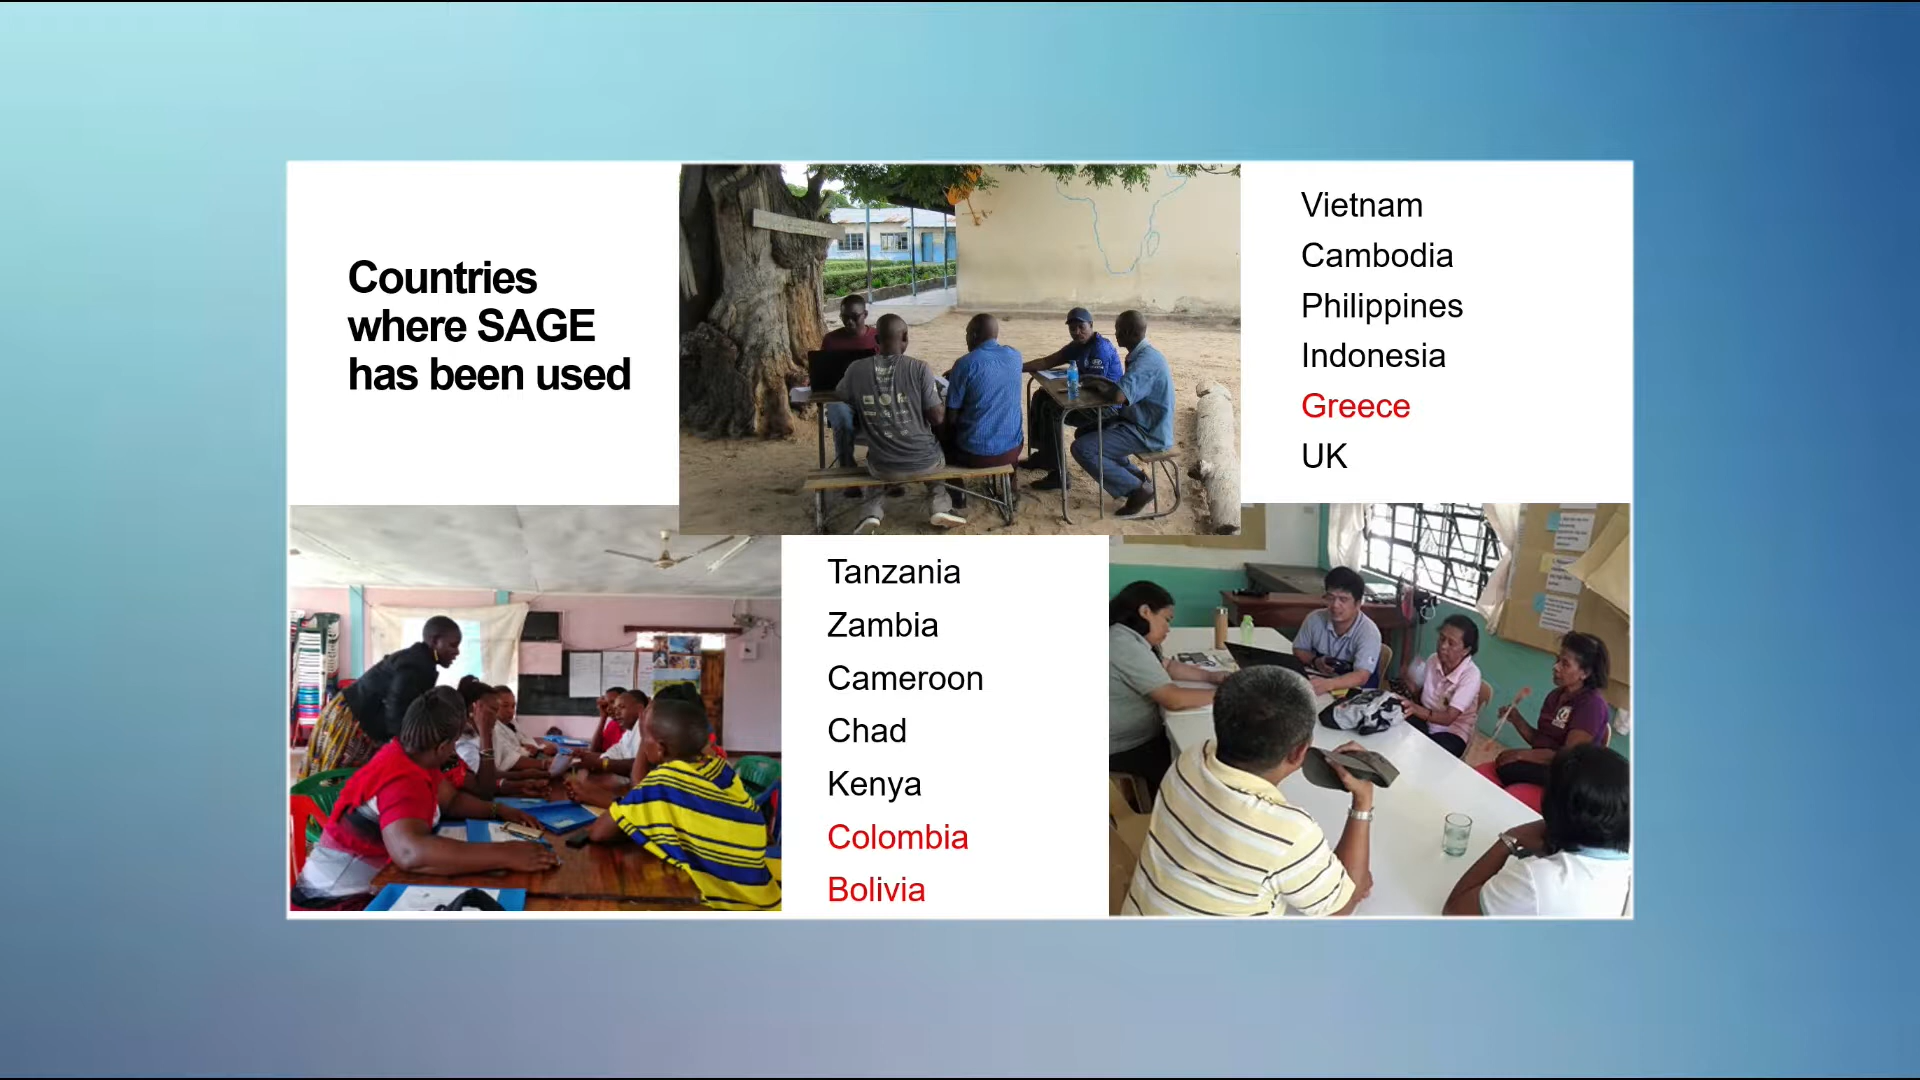 Countries
where SAGE
has been used
Vietnam
Cambodia
Philippines
Indonesia
Greece
UK
Tanzania
Zambia
Cameroon
Chad
Kenya
Colombia
Bolivia